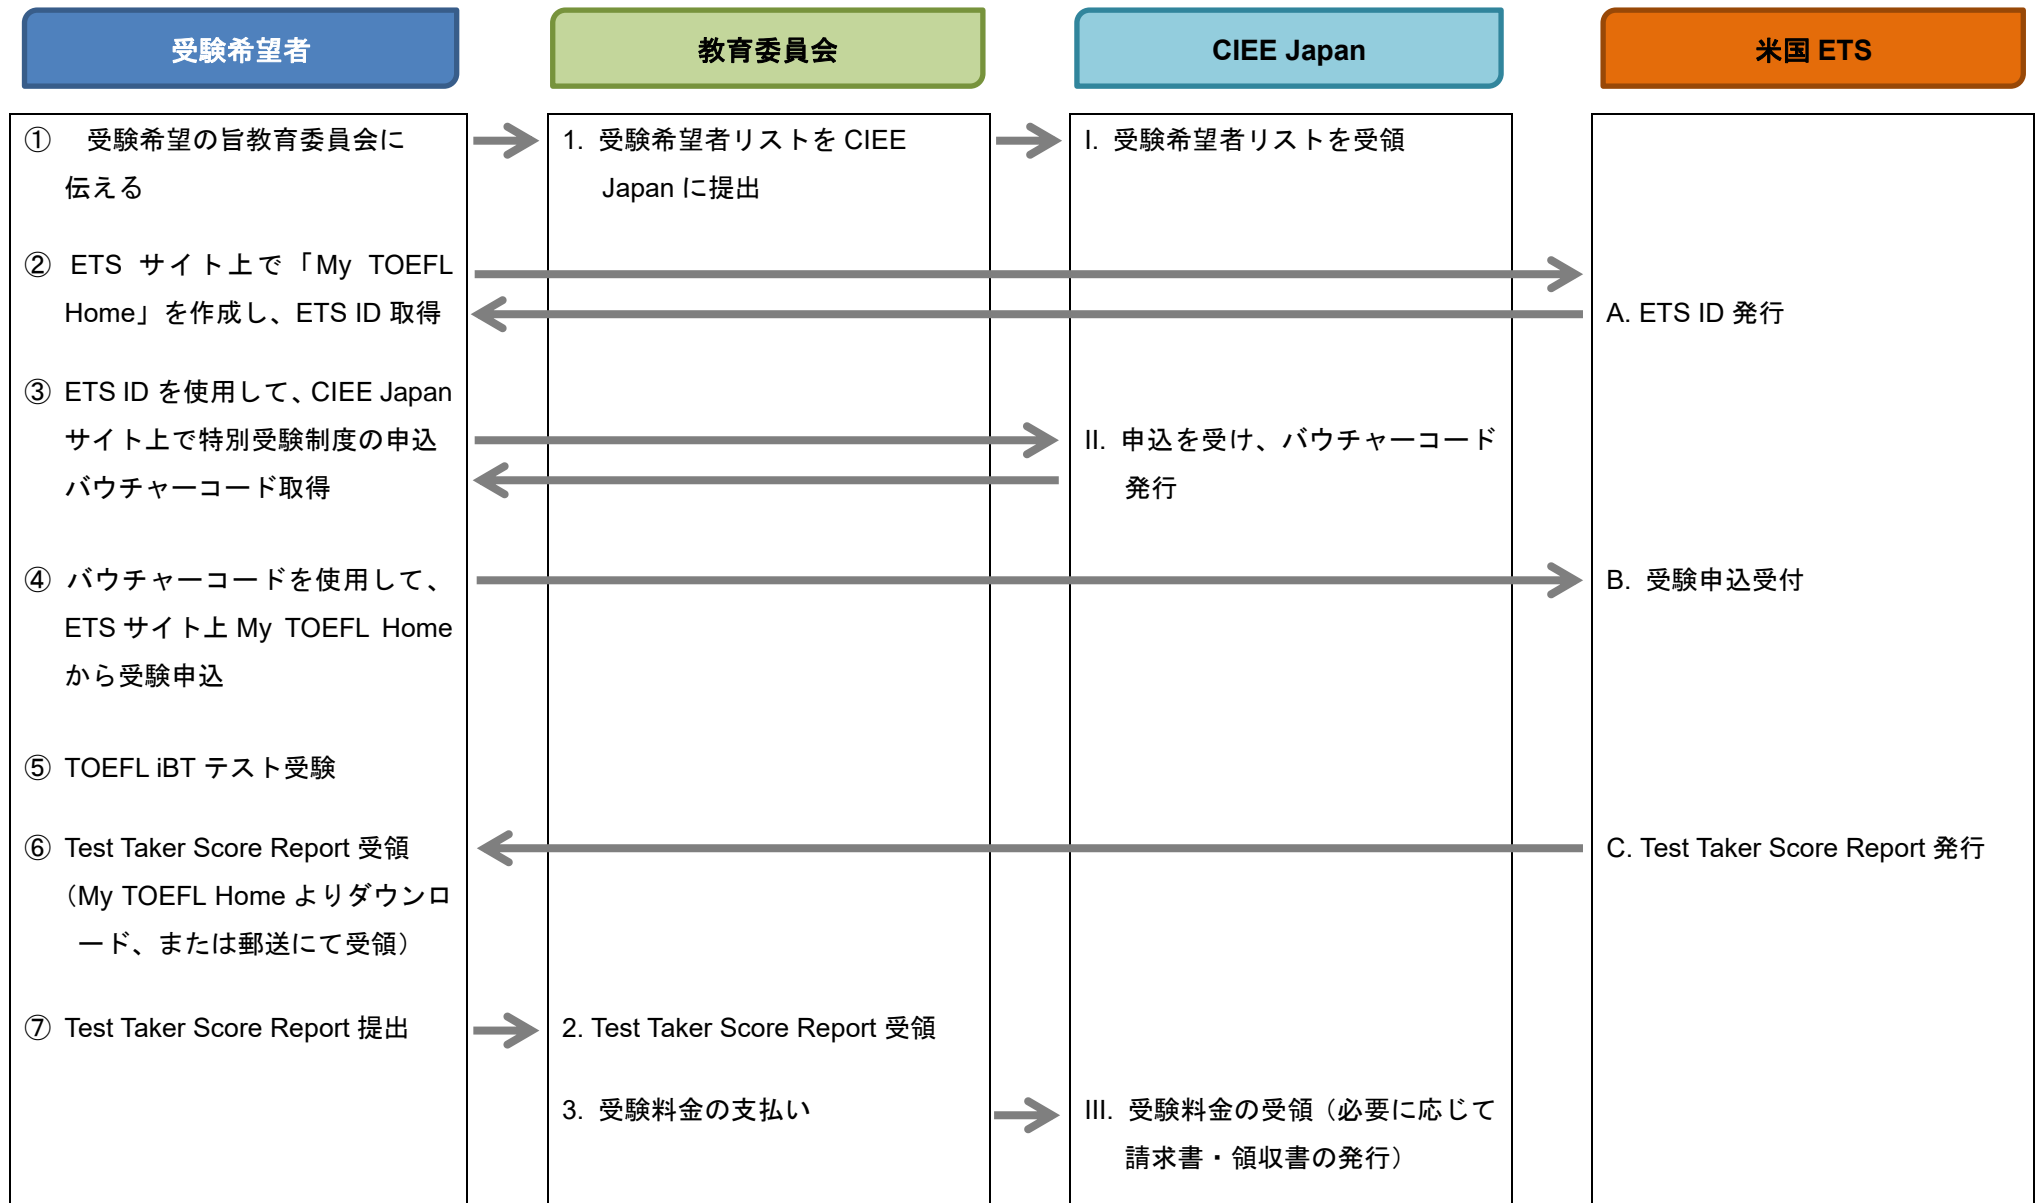 受験希望者
教育委員会
CIEE Japan
米国 ETS
① 受験希望の旨教育委員会に
伝える
② ETS サイト上で「My TOEFL
Home」を作成し、ETS ID 取得
③ ETS ID を使用して、CIEE Japan
サイト上で特別受験制度の申込
バウチャーコード取得
④ バウチャーコードを使用して、
ETS サイト上 My TOEFL Home
から受験申込
⑤ TOEFL iBT テスト受験
⑥ Test Taker Score Report 受領
（My TOEFL Home よりダウンロ
ード、または郵送にて受領）
⑦ Test Taker Score Report 提出
1. 受験希望者リストを CIEE
Japan に提出
2. Test Taker Score Report 受領
3. 受験料金の支払い
I. 受験希望者リストを受領
II. 申込を受け、バウチャーコード
発行
III. 受験料金の受領（必要に応じて
請求書・領収書の発行）
A. ETS ID 発行
B. 受験申込受付
C. Test Taker Score Report 発行